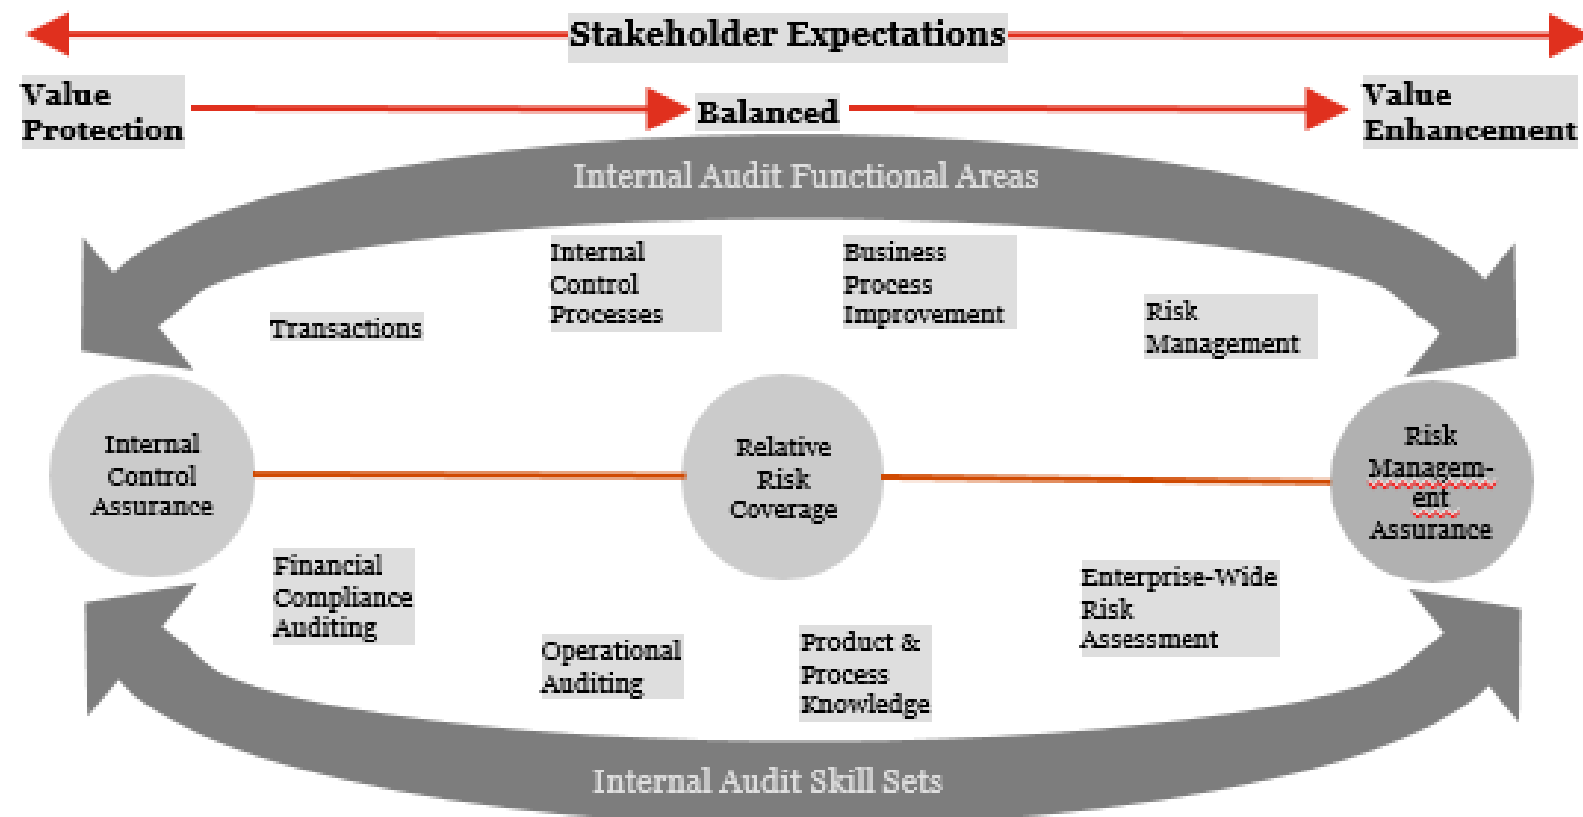 Stakeholder Expectations
Value
Protection
Balanced
Value
Enhancement
Internal Audit Functional Areas
Transactions
Internal
Control
Processes
Business
Process
Improvement
Risk
Management
Internal
Control
Assurance
Relative
Risk
Coverage
Risk
Managem-
ent
Assurance
Financial
Compliance
Auditing
Operational
Auditing
Product &
Process
Knowledge
Enterprise-Wide
Risk
Assessment
Internal Audit Skill Sets